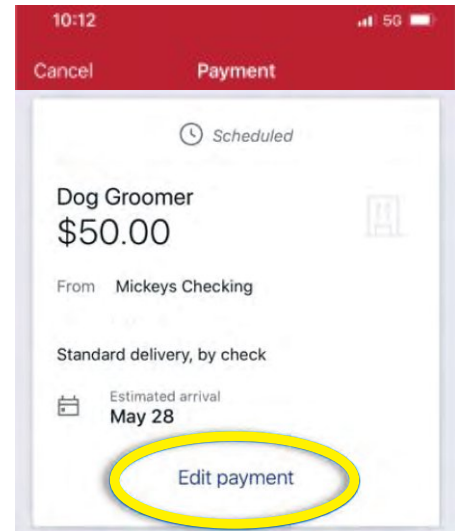 10:12 5G
Cancel Payment
Scheduled
Dog Groomer
$50.00
From Mickeys Checking
Standard delivery, by check
Estimated arrival
May 28
Edit payment